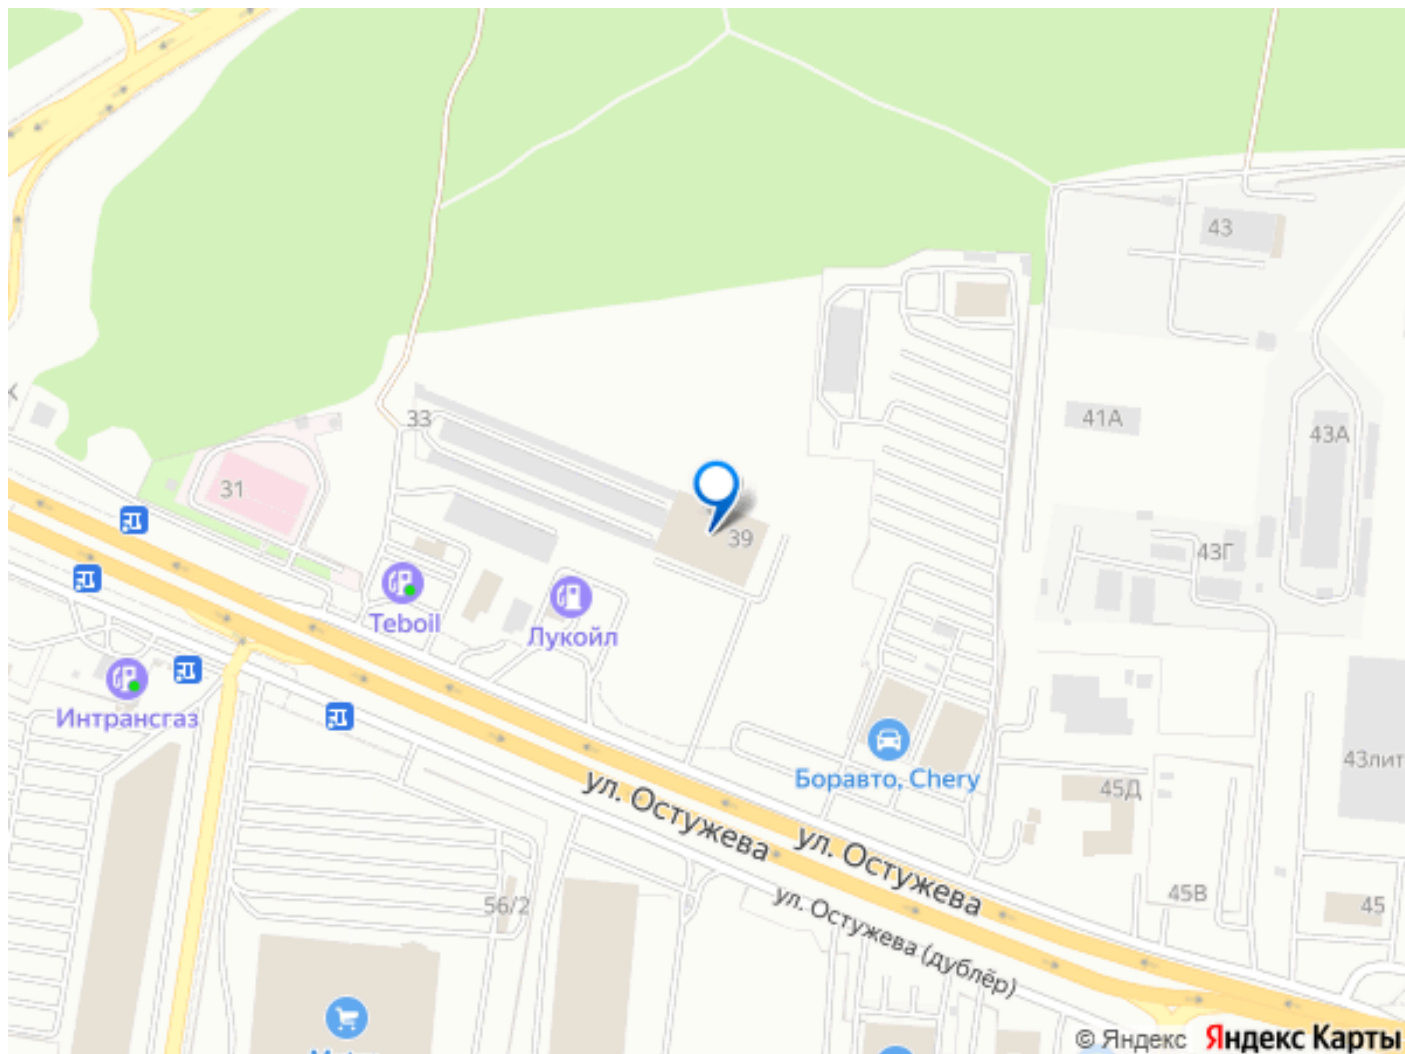 43
33
41А
43А
31
39
43Г
Teboil
Лукойл
Интрансгаз
Боравто, Chery
43лит
45Д
ул. Остужева
ул. Остужева
45В
45
56/2
ул. Остужева (дублёр)
© Яндекс Яндекс Карты